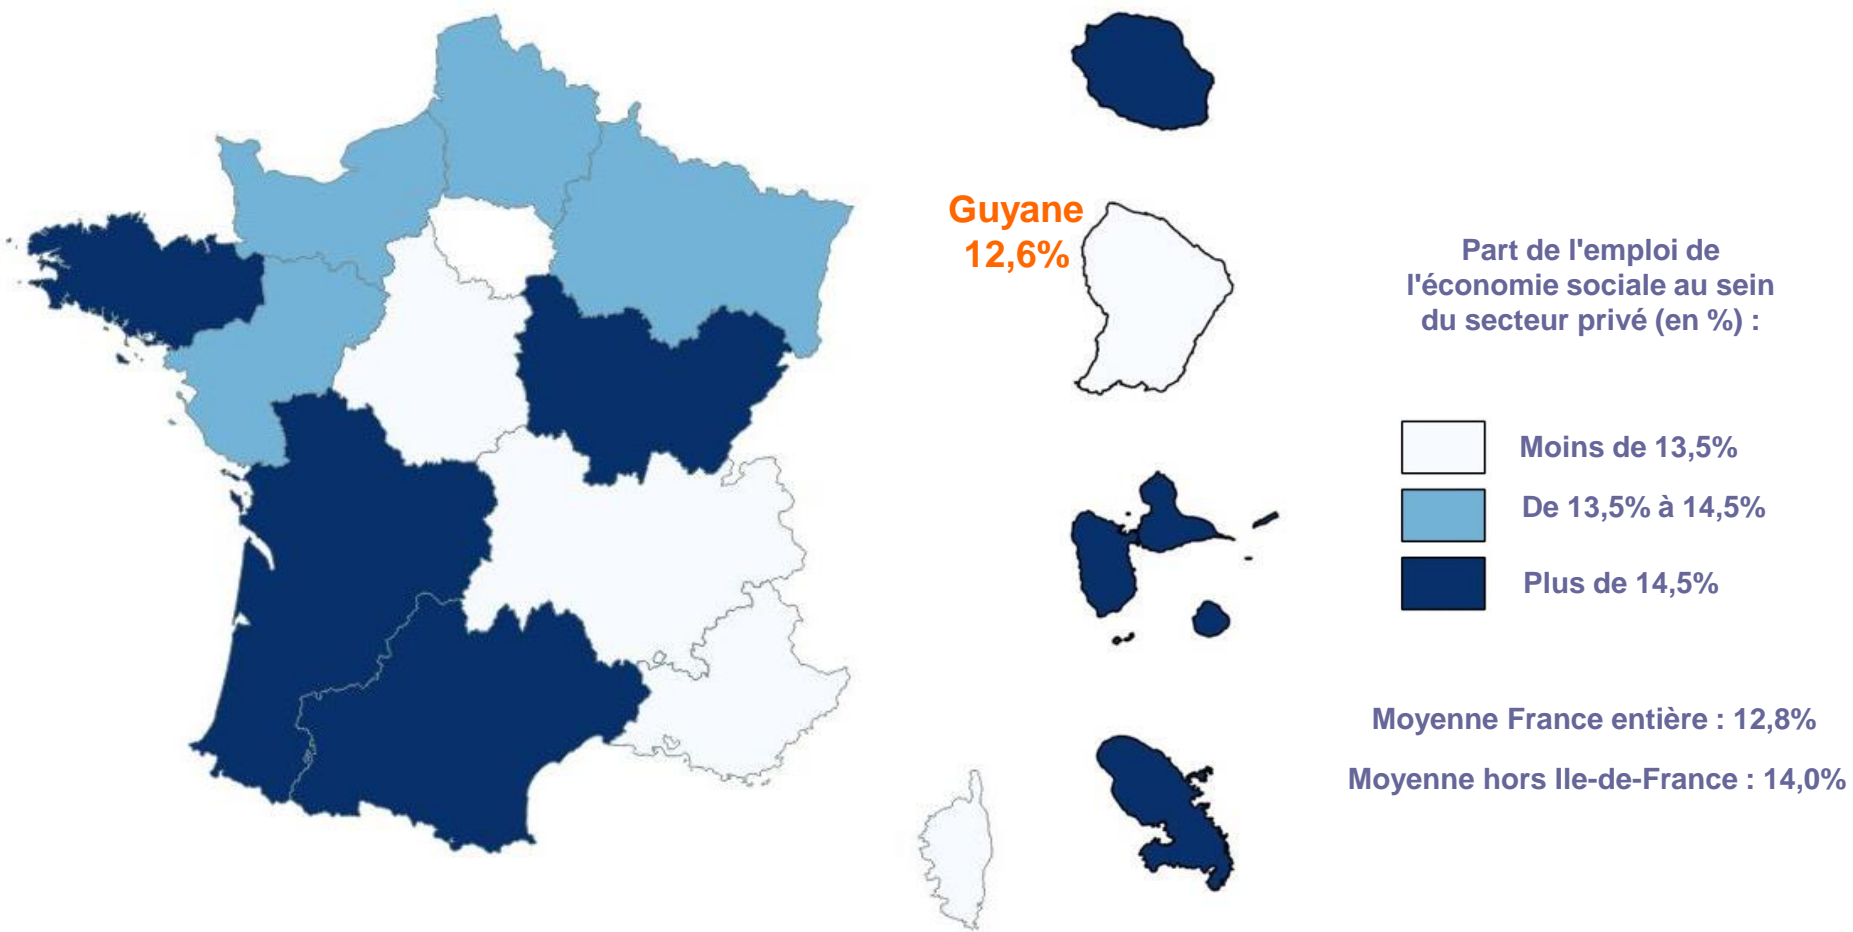 Guyane
12,6%
Part de l'emploi de
l'économie sociale au sein
du secteur privé (en %) :
Moins de 13,5%
De 13,5% à 14,5%
Plus de 14,5%
Moyenne France entière : 12,8%
Moyenne hors Ile-de-France : 14,0%